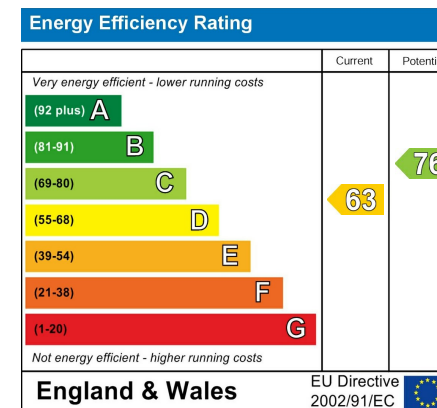 Energy Efficiency Rating
Current Potenti
Very energy efficient - lower running costs
(92 plus) A
(81-91) B
(69-80) C
(55-68) D
(39-54) E
(21-38) F
(1-20) G
63
76
Not energy efficient - higher running costs
England & Wales
EU Directive
2002/91/EC